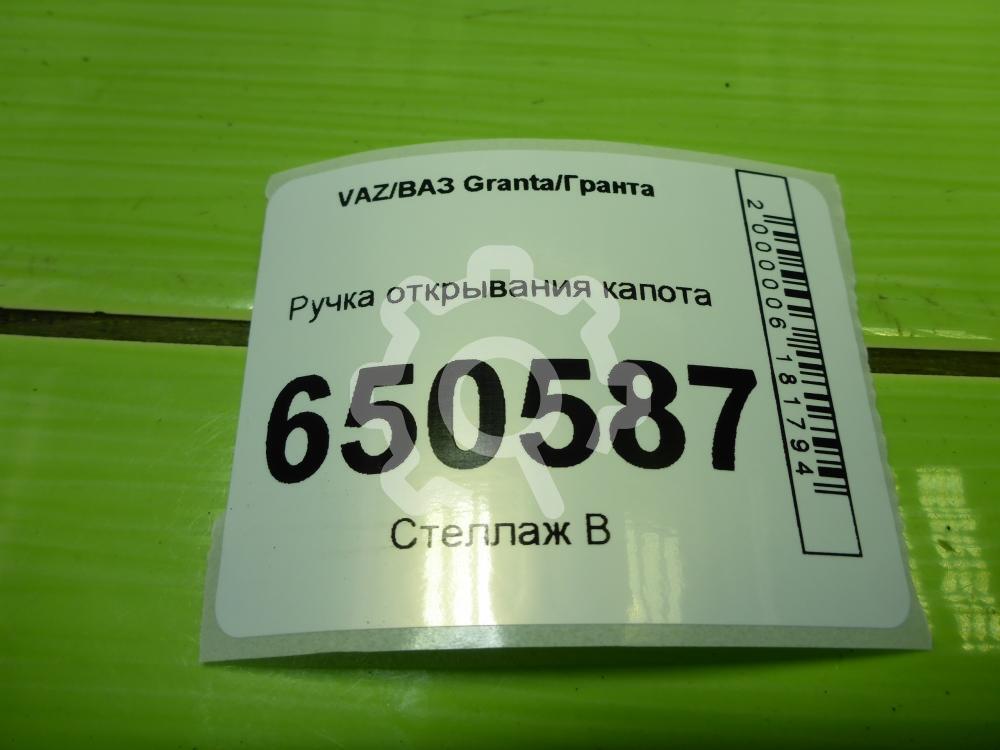 VAZ/ВАЗ Granta/Гранта
Ручка открывания капота
650587
Стеллаж В
2000006181794